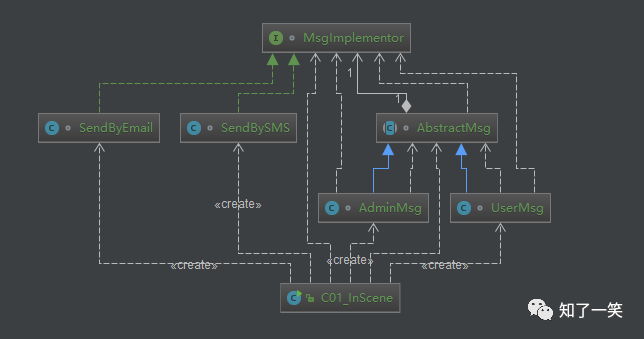 MsgImplementor
1
1
SendByEmail
SendBySMS
AbstractMsg
«create»
AdminMsg
UserMsg
«create»
«create»
«create»
C01_InScene
知了一笑